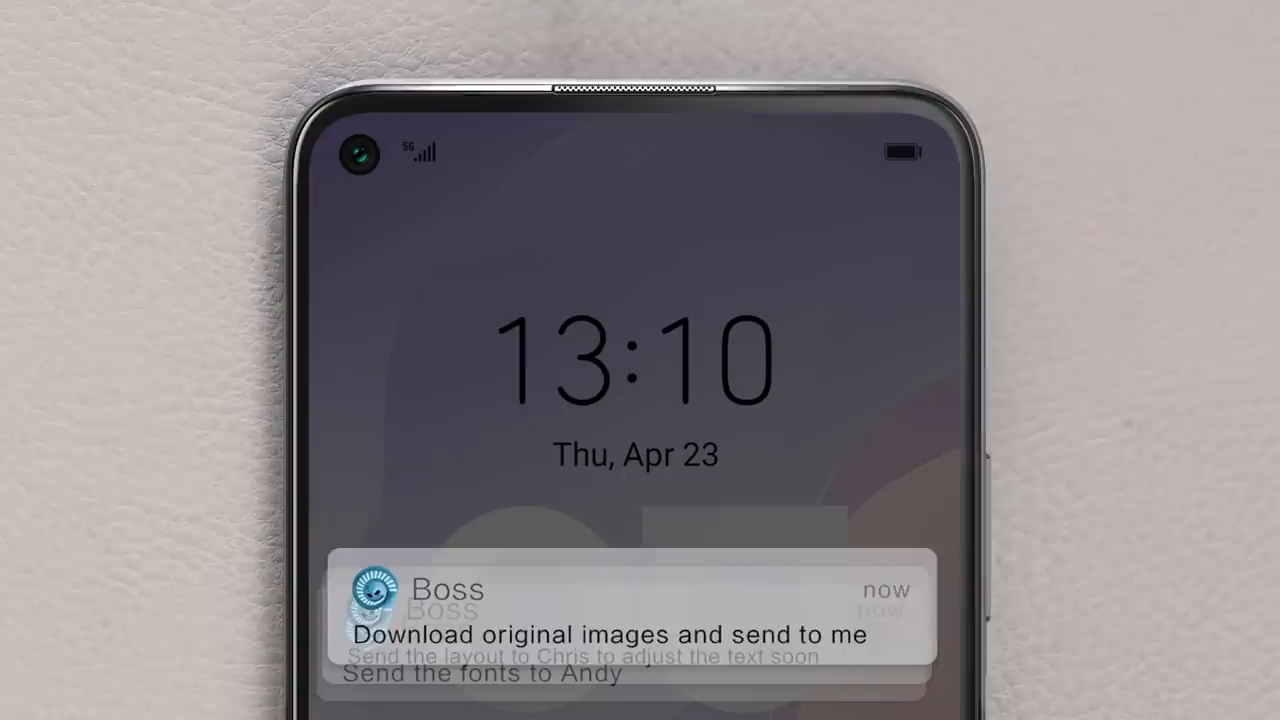 5G
13:10
Thu, Apr 23
Boss now
Boss now
Download original images and send to me
Send the layout to Chris to adjust the text soon
Send the fonts to Andy